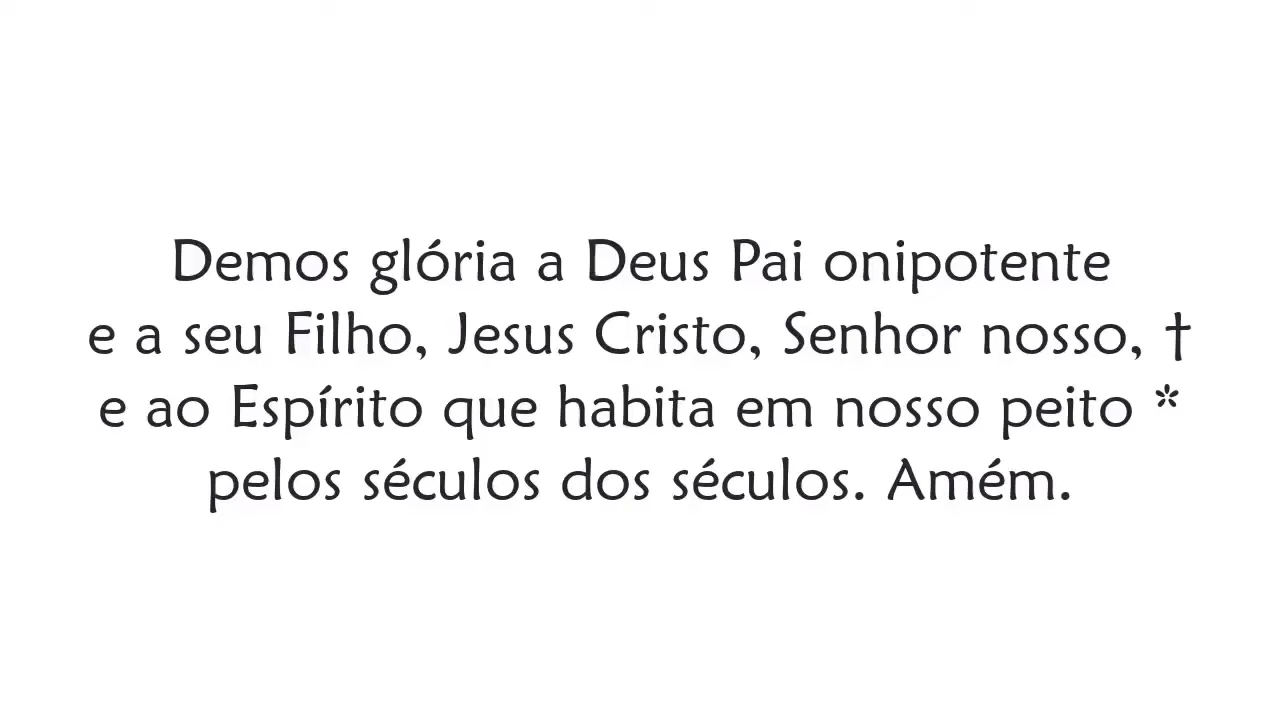 Demos glória a Deus Pai onipotente
e a seu Filho, Jesus Cristo, Senhor nosso, †
e ao Espírito que habita em nosso peito *
pelos séculos dos séculos. Amém.